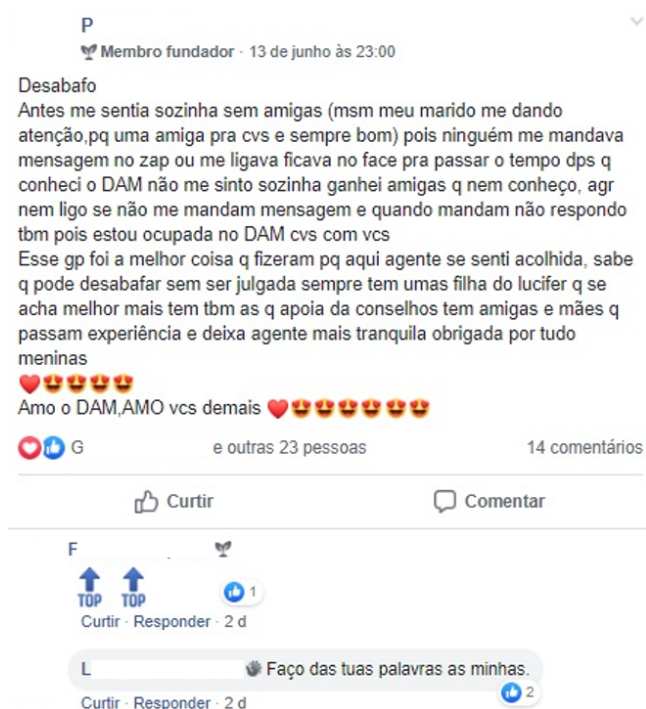 P
Membro fundador · 13 de junho às 23:00
Desabafo
Antes me sentia sozinha sem amigas (msm meu marido me dando
atenção,pq uma amiga pra cvs e sempre bom) pois ninguém me mandava
mensagem no zap ou me ligava ficava no face pra passar o tempo dps q
conheci o DAM não me sinto sozinha ganhei amigas q nem conheço, agr
nem ligo se não me mandam mensagem e quando mandam não respondo
tbm pois estou ocupada no DAM cvs com vcs
Esse gp foi a melhor coisa q fizeram pq aqui agente se senti acolhida, sabe
q pode desabafar sem ser julgada sempre tem umas filha do lucifer q se
acha melhor mais tem tbm as q apoia da conselhos tem amigas e mães q
passam experiência e deixa agente mais tranquila obrigada por tudo
meninas
❤️😍😍😍😍
Amo o DAM,AMO vcs demais ❤️😍😍😍😍😍😍
G e outras 23 pessoas 14 comentários
Curtir Comentar
F
TOP TOP 1
Curtir · Responder · 2 d
L Faço das tuas palavras as minhas.
2
Curtir · Responder · 2 d